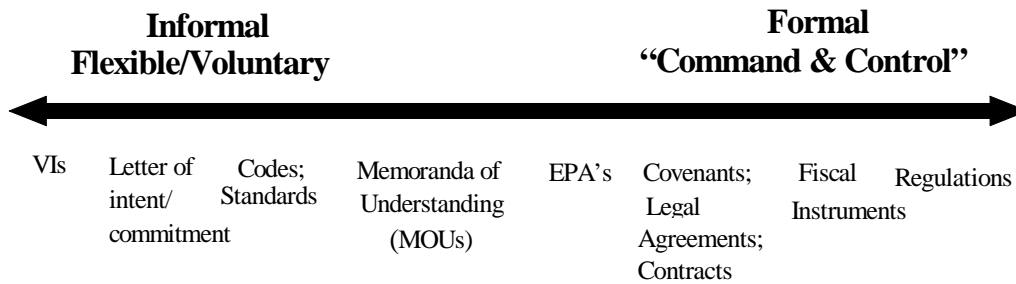 Informal
Flexible/Voluntary
Formal
“Command & Control”
VIs
Letter of
intent/
commitment
Codes;
Standards
Memoranda of
Understanding
(MOUs)
EPA’s
Covenants;
Legal
Agreements;
Contracts
Fiscal
Instruments
Regulations